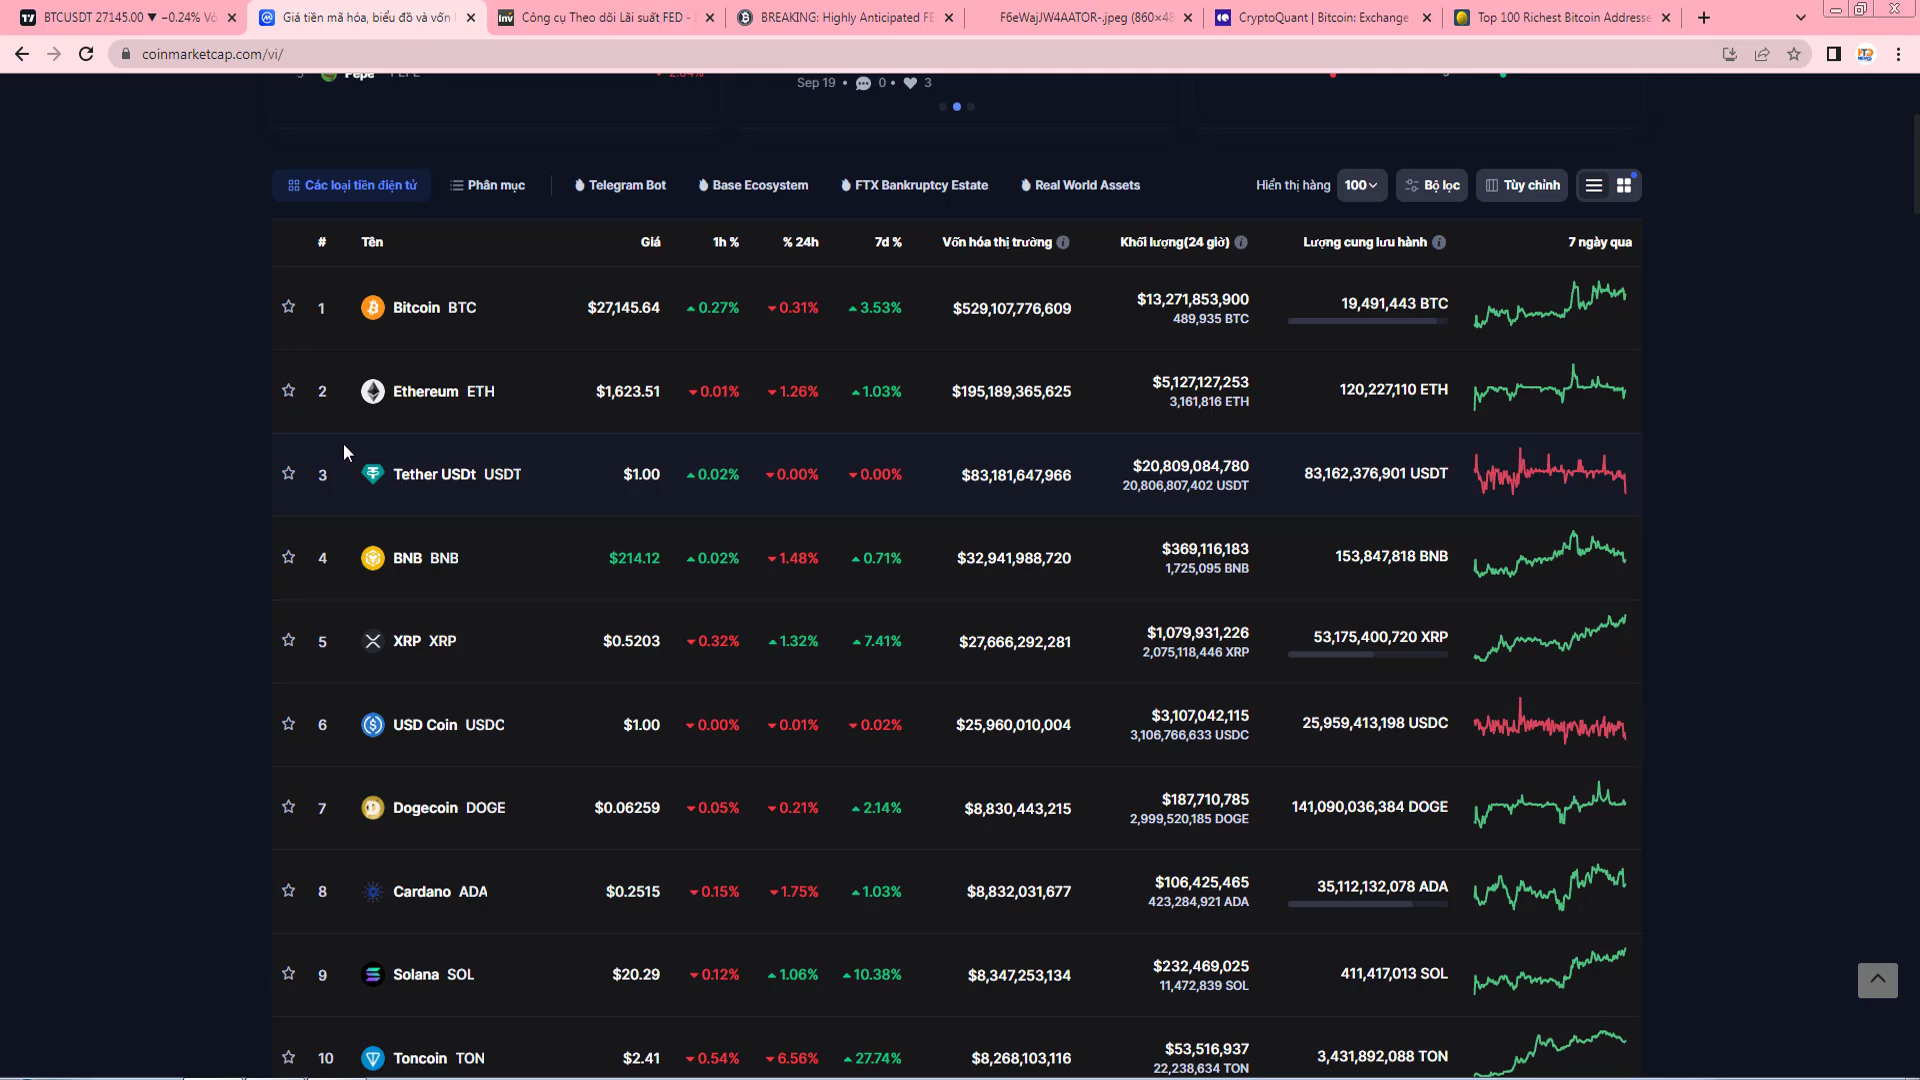 BTCUSDT 27145.00 ▼ −0.24% Vô
Giá tiền mã hóa, biểu đồ và vốn
Công cụ Theo dõi Lãi suất FED -
BREAKING: Highly Anticipated FE
F6eWajJW4AATOR-.jpeg (860×48
CryptoQuant | Bitcoin: Exchange
Top 100 Richest Bitcoin Addresse
coinmarketcap.com/vi/
5 Pepe PEPE 2.84%
Sep 19 • 0 • 3
Các loại tiền điện tử
Phân mục
Telegram Bot
Base Ecosystem
FTX Bankruptcy Estate
Real World Assets
Hiển thị hàng 100
Bộ lọc
Tùy chỉnh
# Tên Giá 1h % % 24h 7d % Vốn hóa thị trường Khối lượng(24 giờ) Lượng cung lưu hành 7 ngày qua
1 Bitcoin BTC $27,145.64 0.27% 0.31% 3.53% $529,107,776,609 $13,271,853,900 19,491,443 BTC
489,935 BTC
2 Ethereum ETH $1,623.51 0.01% 1.26% 1.03% $195,189,365,625 $5,127,127,253 120,227,110 ETH
3,161,816 ETH
3 Tether USDt USDT $1.00 0.02% 0.00% 0.00% $83,181,647,966 $20,809,084,780 83,162,376,901 USDT
20,806,807,402 USDT
4 BNB BNB $214.12 0.02% 1.48% 0.71% $32,941,988,720 $369,116,183 153,847,818 BNB
1,725,095 BNB
5 XRP XRP $0.5203 0.32% 1.32% 7.41% $27,666,292,281 $1,079,931,226 53,175,400,720 XRP
2,075,118,446 XRP
6 USD Coin USDC $1.00 0.00% 0.01% 0.02% $25,960,010,004 $3,107,042,115 25,959,413,198 USDC
3,106,766,633 USDC
7 Dogecoin DOGE $0.06259 0.05% 0.21% 2.14% $8,830,443,215 $187,710,785 141,090,036,384 DOGE
2,999,520,185 DOGE
8 Cardano ADA $0.2515 0.15% 1.75% 1.03% $8,832,031,677 $106,425,465 35,112,132,078 ADA
423,284,921 ADA
9 Solana SOL $20.29 0.12% 1.06% 10.38% $8,347,253,134 $232,469,025 411,417,013 SOL
11,472,839 SOL
10 Toncoin TON $2.41 0.54% 6.56% 27.74% $8,268,103,116 $53,516,937 3,431,892,088 TON
22,238,634 TON